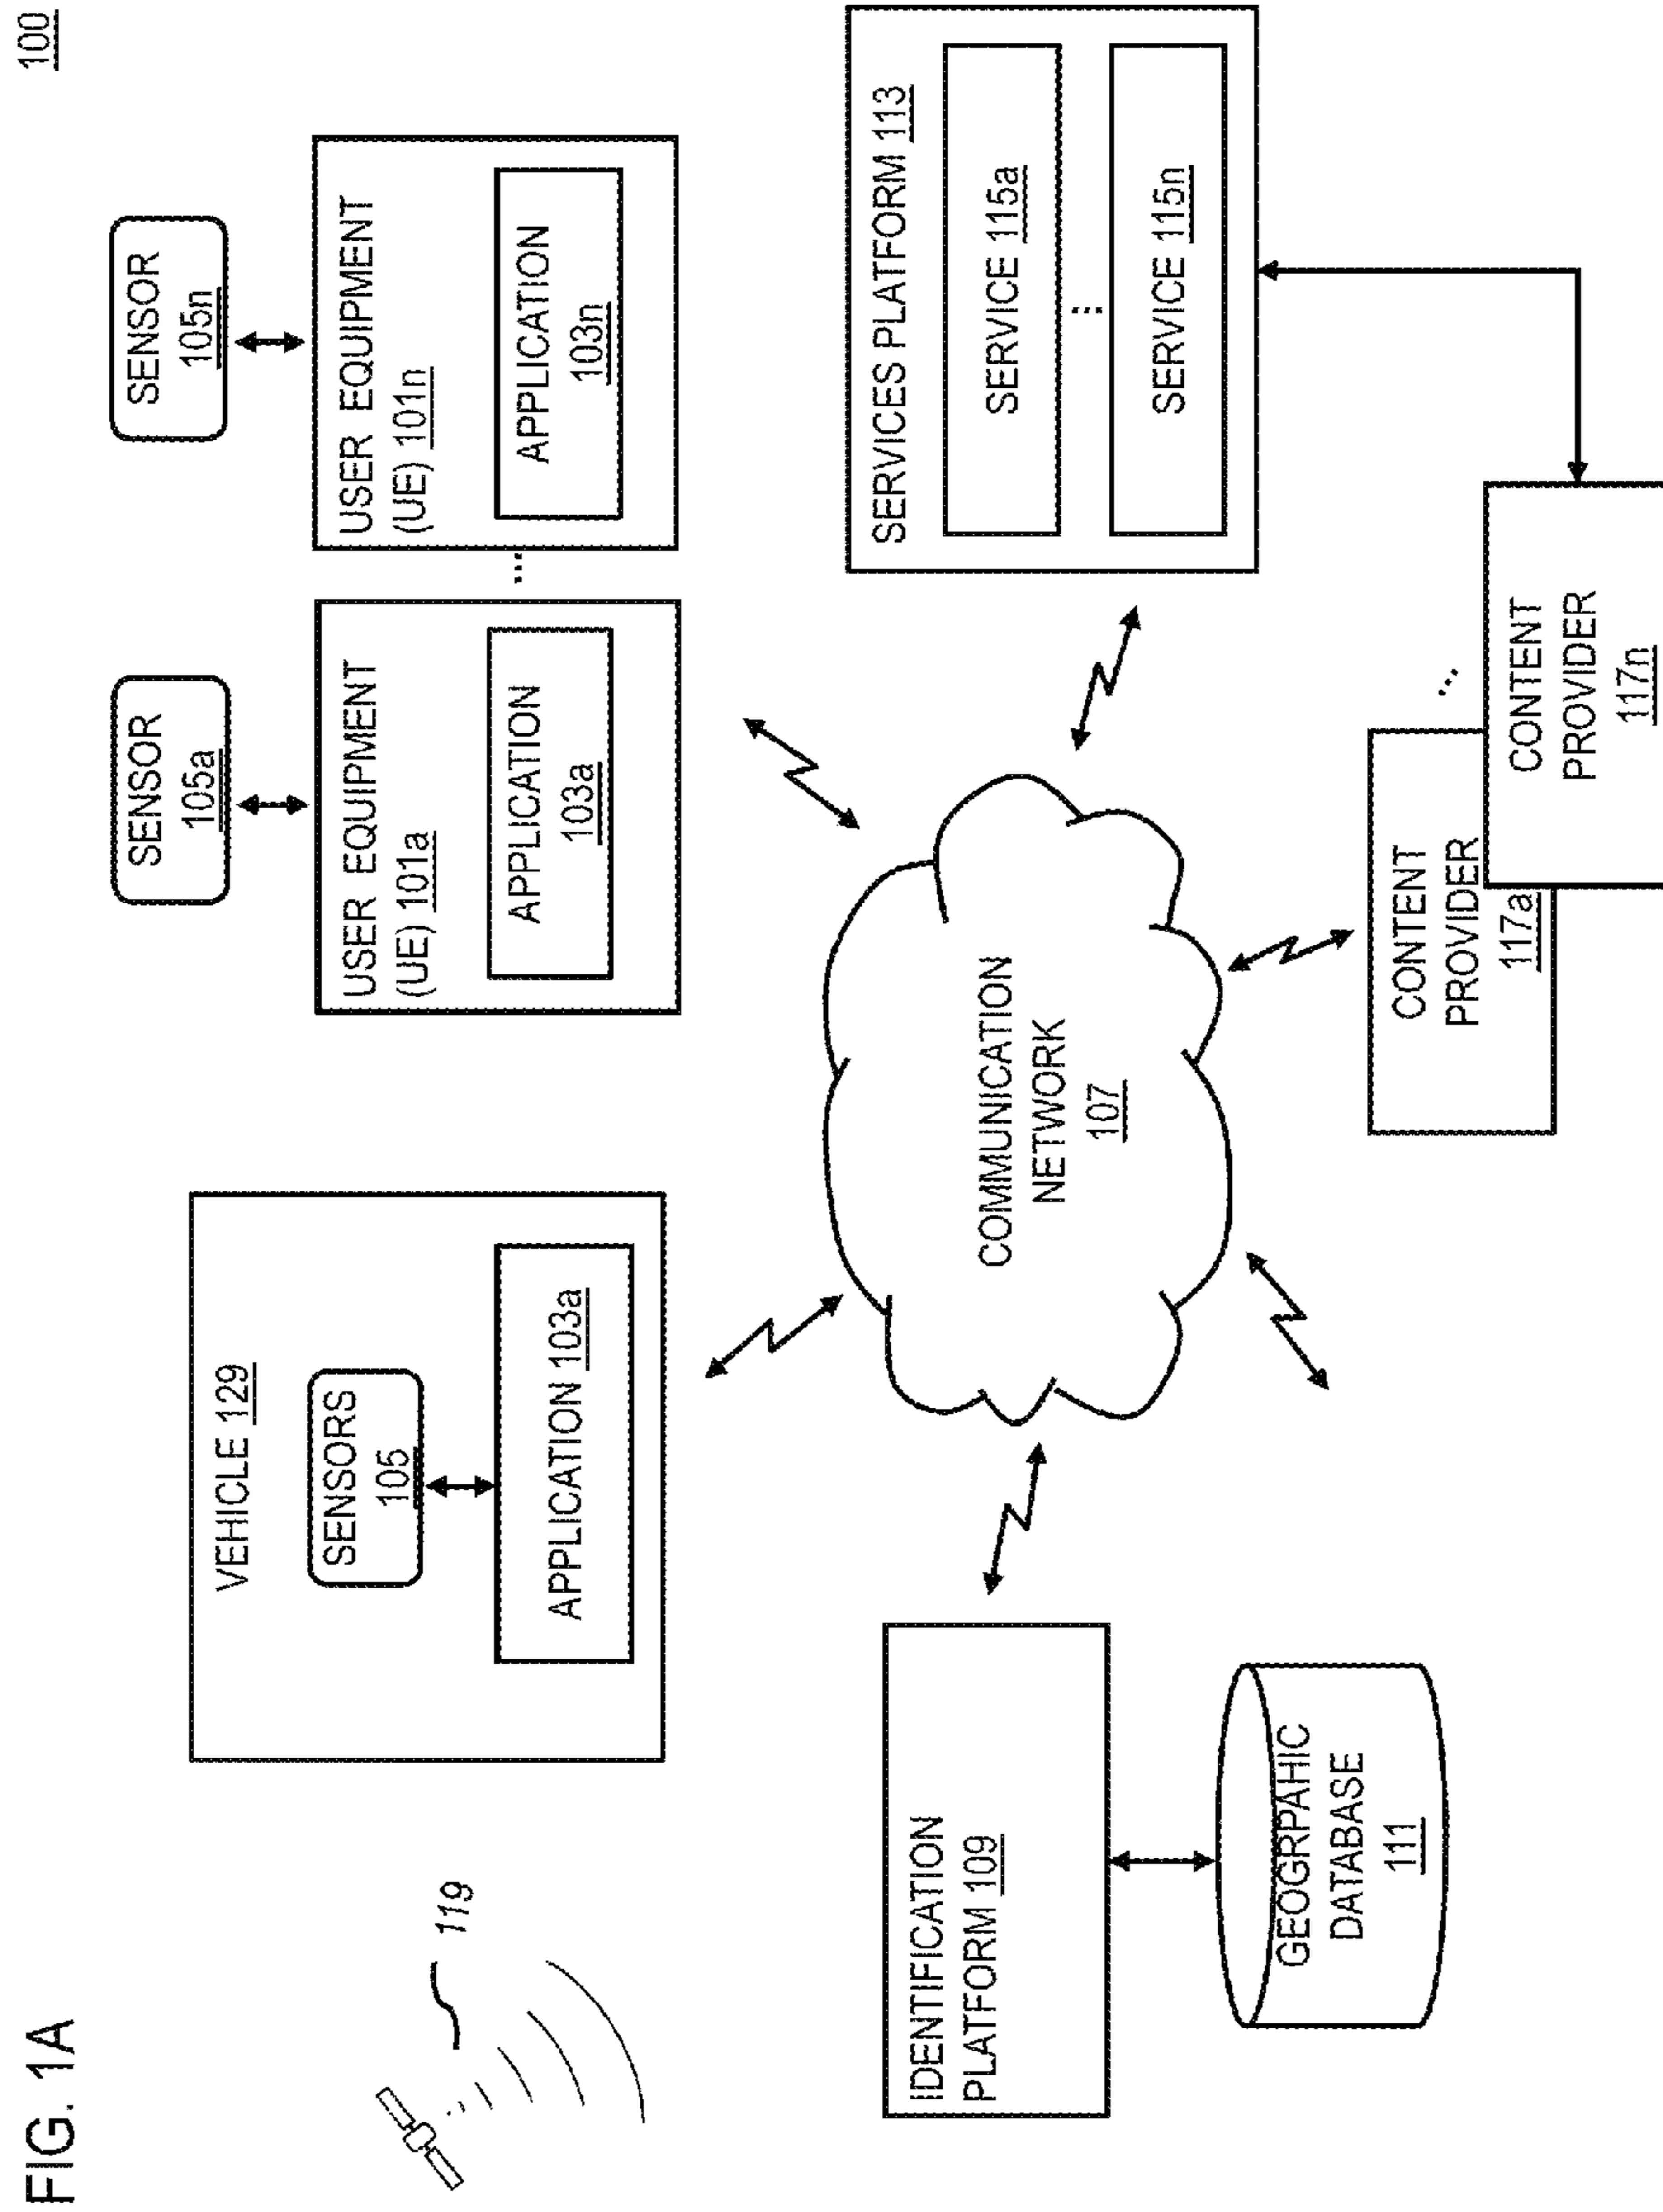 FIG. 1A
100
119
VEHICLE 129
SENSORS
105
APPLICATION 103a
SENSOR
105a
USER EQUIPMENT
(UE) 101a
APPLICATION
103a
...
SENSOR
105n
USER EQUIPMENT
(UE) 101n
APPLICATION
103n
COMMUNICATION
NETWORK
107
IDENTIFICATION
PLATFORM 109
GEOGRPAHIC
DATABASE
111
SERVICES PLATFORM 113
SERVICE 115a
...
SERVICE 115n
CONTENT
PROVIDER
117a
...
CONTENT
PROVIDER
117n